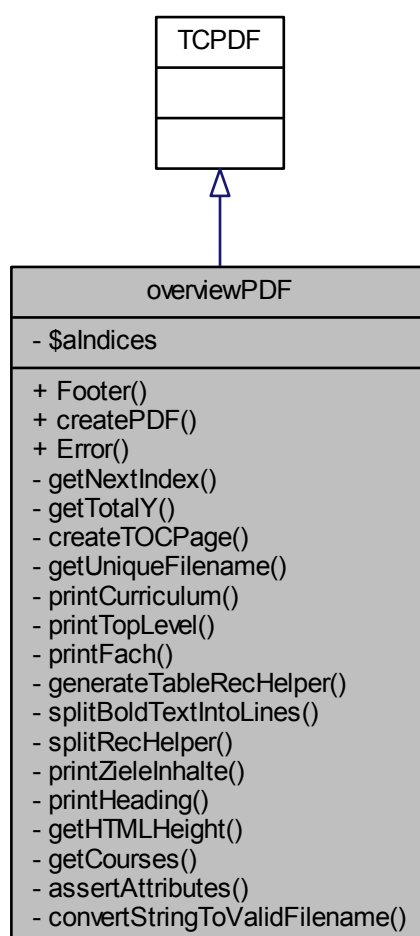 TCPDF
overviewPDF
- $aIndices
+ Footer()
+ createPDF()
+ Error()
- getNextIndex()
- getTotalY()
- createTOCPage()
- getUniqueFilename()
- printCurriculum()
- printTopLevel()
- printFach()
- generateTableRecHelper()
- splitBoldTextIntoLines()
- splitRecHelper()
- printZieleInhalte()
- printHeading()
- getHTMLHeight()
- getCourses()
- assertAttributes()
- convertStringToValidFilename()